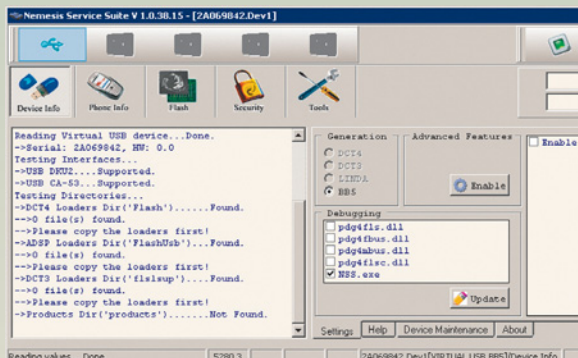 Nemesis Service Suite V 1.0.38.15 - [2A069842.Dev1]
Device Info
Phone Info
Flash
Security
Tools
Reading Virtual USB device...Done.
->Serial: 2A069842, HW: 0.0
Testing Interfaces...
->USB DKU2....Supported.
->USB CA-53...Supported.
Testing Directories...
->DCT4 Loaders Dir('Flash')......Found.
-->0 file(s) found.
-->Please copy the loaders first!
->ADSP Loaders Dir('FlashUsb')...Found.
-->0 file(s) found.
-->Please copy the loaders first!
->DCT3 Loaders Dir('flslsup')....Found.
-->0 file(s) found.
-->Please copy the loaders first!
->Products Dir('products').......Not Found.
Generation
DCT4
DCT3
LINDA
BB5
Advanced Features
Enable
Enable
Debugging
pdg4fls.dll
pdg4fbus.dll
pdg4mbus.dll
pdg4flsc.dll
NSS.exe
Update
Settings
Help
Device Maintenance
About
Reading values...Done.
5280.3
2A069842.Dev1[VIRTUAL USB BB5]/Device Info